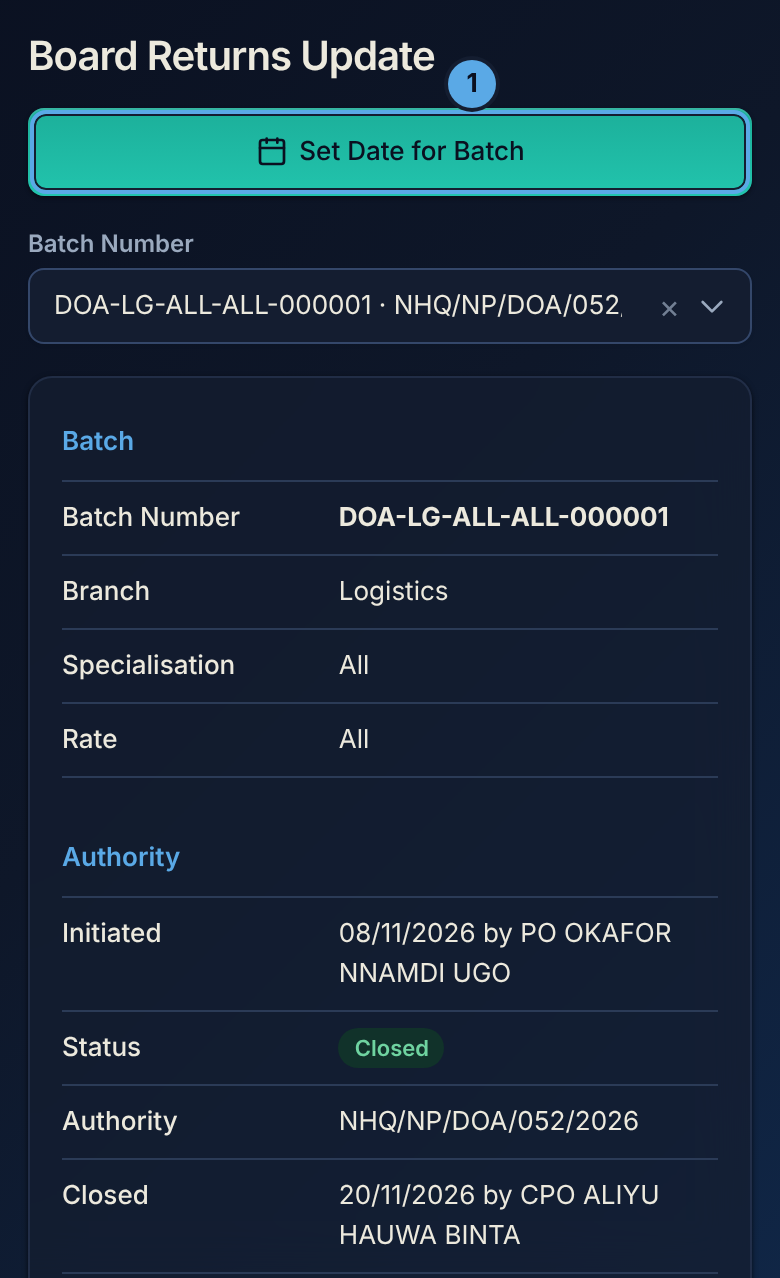 Board Returns Update
1
Set Date for Batch
Batch Number
DOA-LG-ALL-ALL-000001 · NHQ/NP/DOA/052,
Batch
Batch Number DOA-LG-ALL-ALL-000001
Branch Logistics
Specialisation All
Rate All
Authority
Initiated 08/11/2026 by PO OKAFOR
NNAMDI UGO
Status Closed
Authority NHQ/NP/DOA/052/2026
Closed 20/11/2026 by CPO ALIYU
HAUWA BINTA